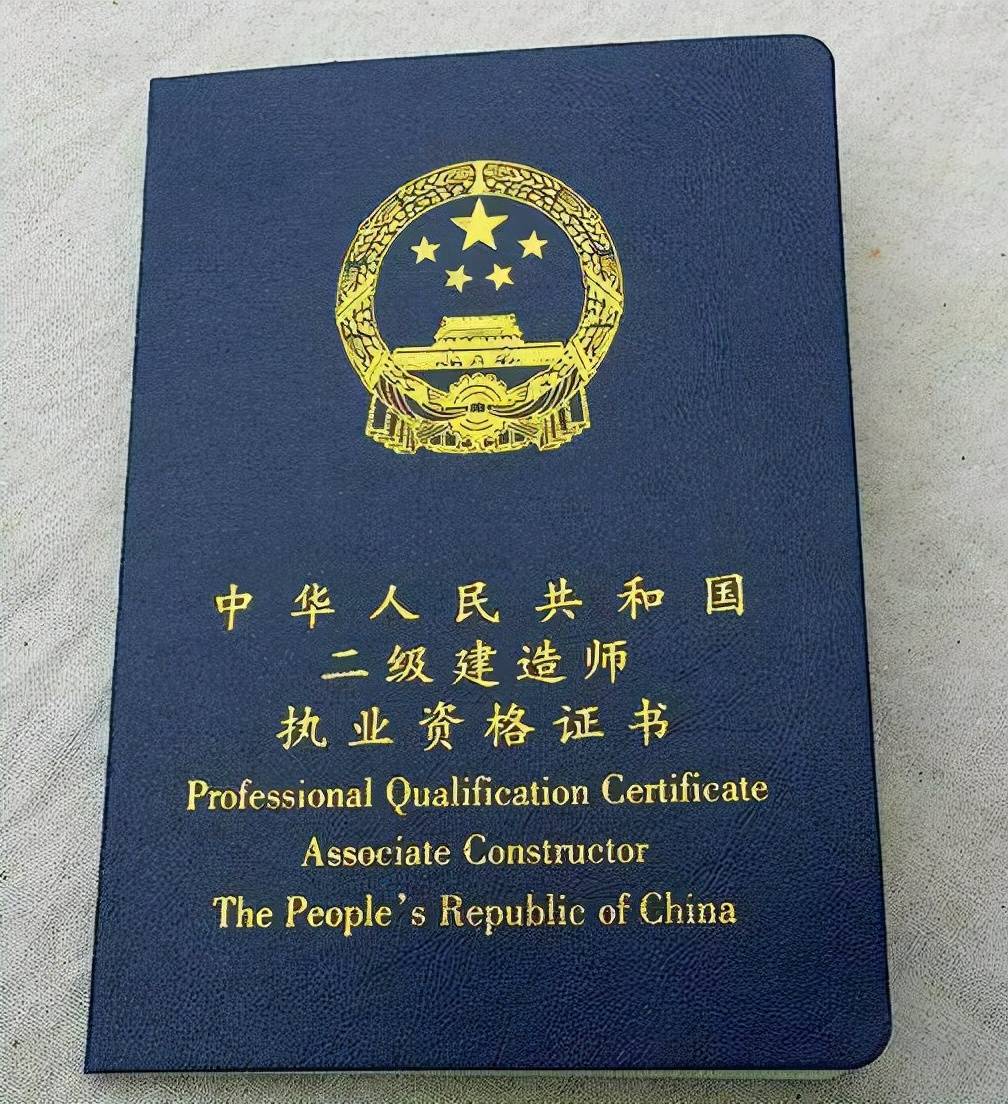 中华人民共和国
二级建造师
执业资格证书
Professional Qualification Certificate
Associate Constructor
The People's Republic of China